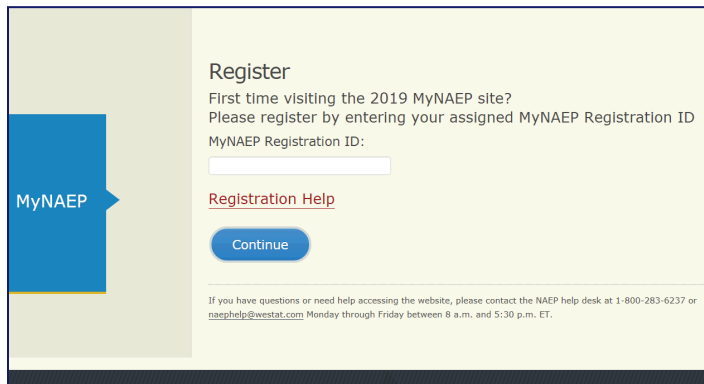 Register
First time visiting the 2019 MyNAEP site?
Please register by entering your assigned MyNAEP Registration ID
MyNAEP Registration ID:
MyNAEP
Registration Help
Continue
If you have questions or need help accessing the website, please contact the NAEP help desk at 1-800-283-6237 or
naephelp@westat.com Monday through Friday between 8 a.m. and 5:30 p.m. ET.